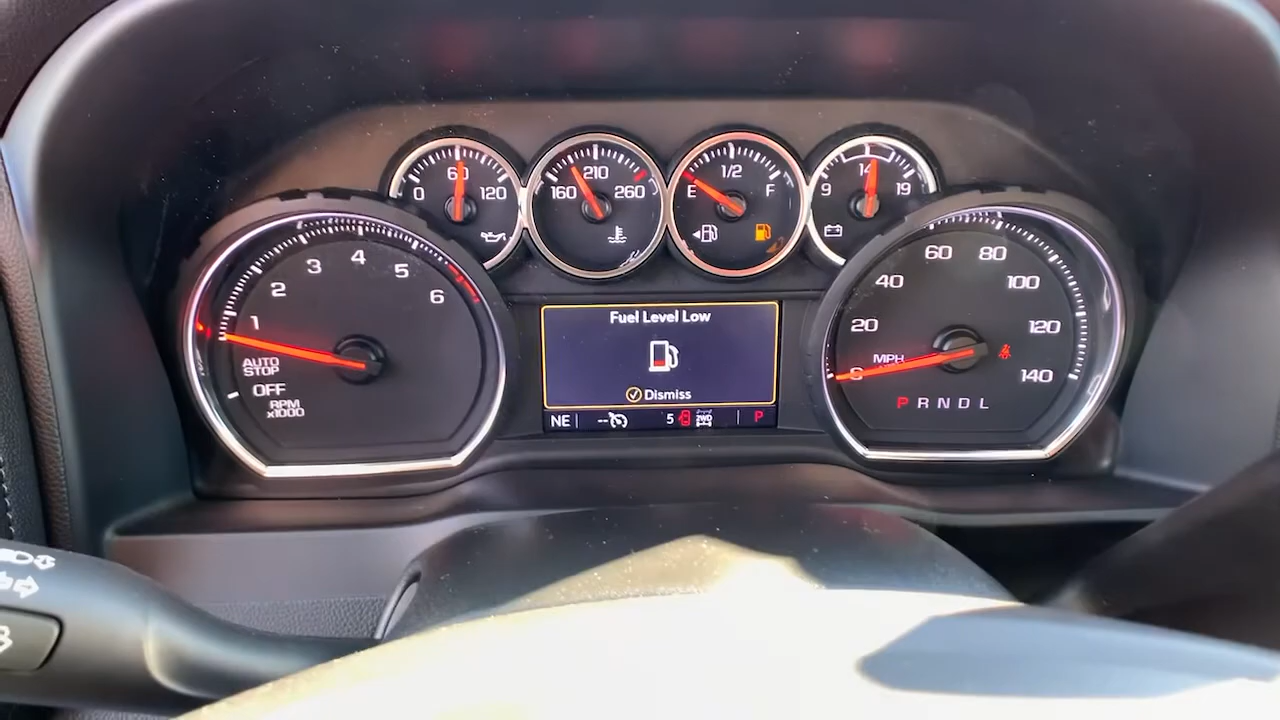 0 60 120
160 210 260
E 1/2 F
9 14 19
1 2 3 4 5 6
AUTO
STOP
OFF
RPM
x1000
Fuel Level Low
Dismiss
NE -- 5 2WD P
0 20 40 60 80 100 120 140
MPH
P R N D L